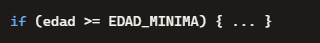 if (edad >= EDAD_MINIMA) { ... }